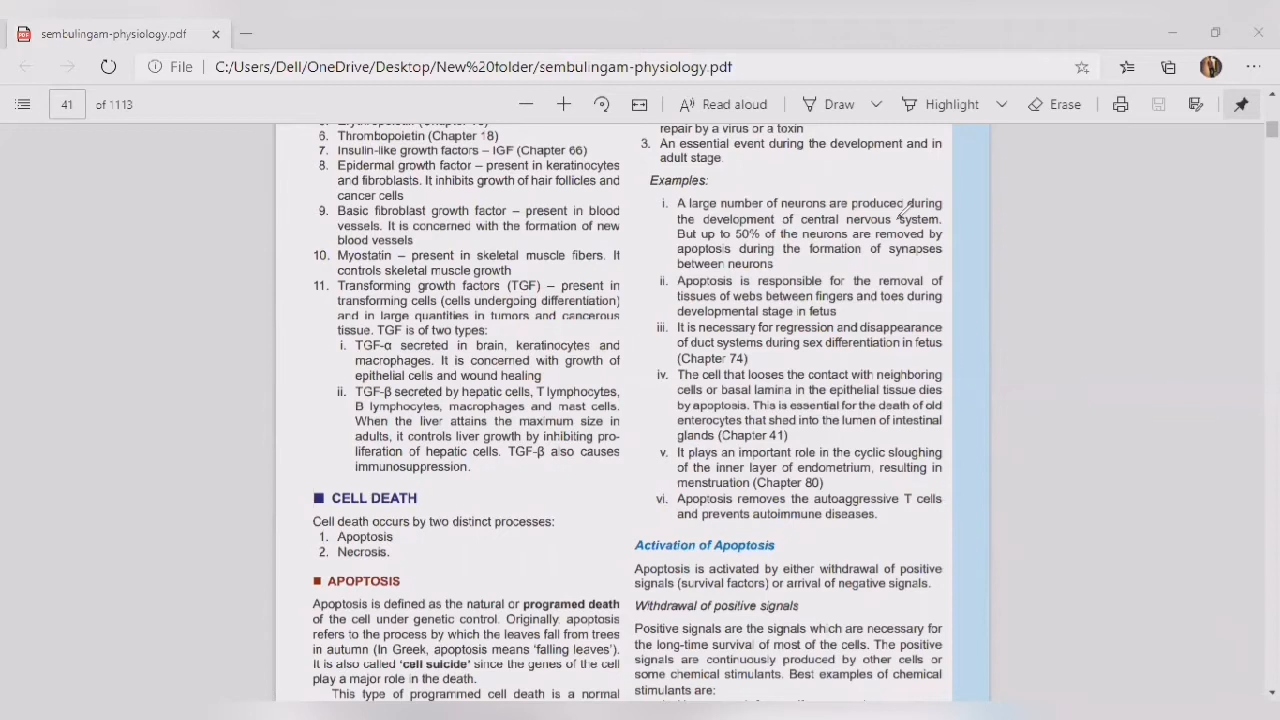 sembulingam-physiology.pdf
File
C:/Users/Dell/OneDrive/Desktop/New%20folder/sembulingam-physiology.pdf
41
of 1113
Read aloud
Draw
Highlight
Erase
6. Thrombopoietin (Chapter 18)
7. Insulin-like growth factors – IGF (Chapter 66)
8. Epidermal growth factor – present in keratinocytes
and fibroblasts. It inhibits growth of hair follicles and
cancer cells
9. Basic fibroblast growth factor – present in blood
vessels. It is concerned with the formation of new
blood vessels
10. Myostatin – present in skeletal muscle fibers. It
controls skeletal muscle growth
11. Transforming growth factors (TGF) – present in
transforming cells (cells undergoing differentiation)
and in large quantities in tumors and cancerous
tissue. TGF is of two types:
i. TGF-α secreted in brain, keratinocytes and
macrophages. It is concerned with growth of
epithelial cells and wound healing
ii. TGF-β secreted by hepatic cells, T lymphocytes,
B lymphocytes, macrophages and mast cells.
When the liver attains the maximum size in
adults, it controls liver growth by inhibiting pro-
liferation of hepatic cells. TGF-β also causes
immunosuppression.
CELL DEATH
Cell death occurs by two distinct processes:
1. Apoptosis
2. Necrosis.
APOPTOSIS
Apoptosis is defined as the natural or programed death
of the cell under genetic control. Originally, apoptosis
refers to the process by which the leaves fall from trees
in autumn (In Greek, apoptosis means ‘falling leaves’).
It is also called ‘cell suicide’ since the genes of the cell
play a major role in the death.
This type of programmed cell death is a normal
repair by a virus or a toxin
3. An essential event during the development and in
adult stage.
Examples:
i. A large number of neurons are produced during
the development of central nervous system.
But up to 50% of the neurons are removed by
apoptosis during the formation of synapses
between neurons
ii. Apoptosis is responsible for the removal of
tissues of webs between fingers and toes during
developmental stage in fetus
iii. It is necessary for regression and disappearance
of duct systems during sex differentiation in fetus
(Chapter 74)
iv. The cell that looses the contact with neighboring
cells or basal lamina in the epithelial tissue dies
by apoptosis. This is essential for the death of old
enterocytes that shed into the lumen of intestinal
glands (Chapter 41)
v. It plays an important role in the cyclic sloughing
of the inner layer of endometrium, resulting in
menstruation (Chapter 80)
vi. Apoptosis removes the autoaggressive T cells
and prevents autoimmune diseases.
Activation of Apoptosis
Apoptosis is activated by either withdrawal of positive
signals (survival factors) or arrival of negative signals.
Withdrawal of positive signals
Positive signals are the signals which are necessary for
the long-time survival of most of the cells. The positive
signals are continuously produced by other cells or
some chemical stimulants. Best examples of chemical
stimulants are: